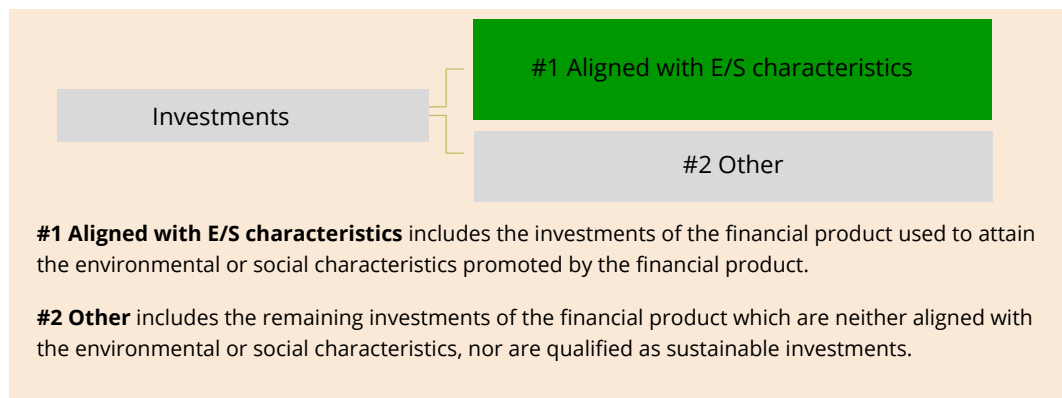 #1 Aligned with E/S characteristics
Investments
#2 Other
#1 Aligned with E/S characteristics includes the investments of the financial product used to attain
the environmental or social characteristics promoted by the financial product.
#2 Other includes the remaining investments of the financial product which are neither aligned with
the environmental or social characteristics, nor are qualified as sustainable investments.